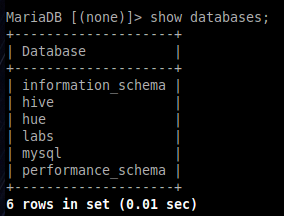 MariaDB [(none)]> show databases;
+--------------------+
| Database           |
+--------------------+
| information_schema |
| hive               |
| hue                |
| labs               |
| mysql              |
| performance_schema |
+--------------------+
6 rows in set (0.01 sec)